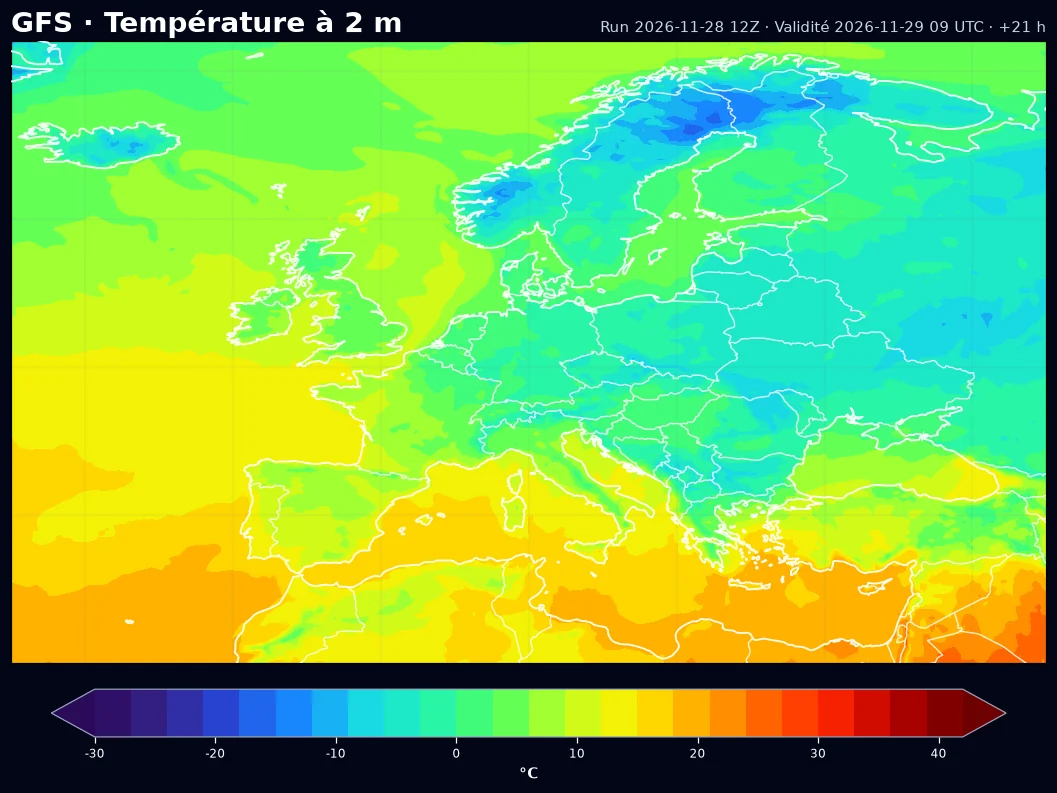 GFS · Température à 2 m
Run 2026-11-28 12Z · Validité 2026-11-29 09 UTC · +21 h
-30 -20 -10 0 10 20 30 40
°C